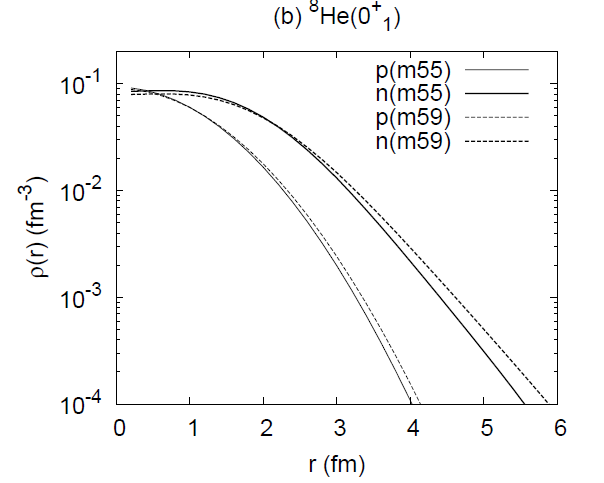 (b) ⁸He(0⁺₁)
p(m55)
n(m55)
p(m59)
n(m59)
10⁻¹
10⁻²
10⁻³
10⁻⁴
ρ(r) (fm⁻³)
0 1 2 3 4 5 6
r (fm)